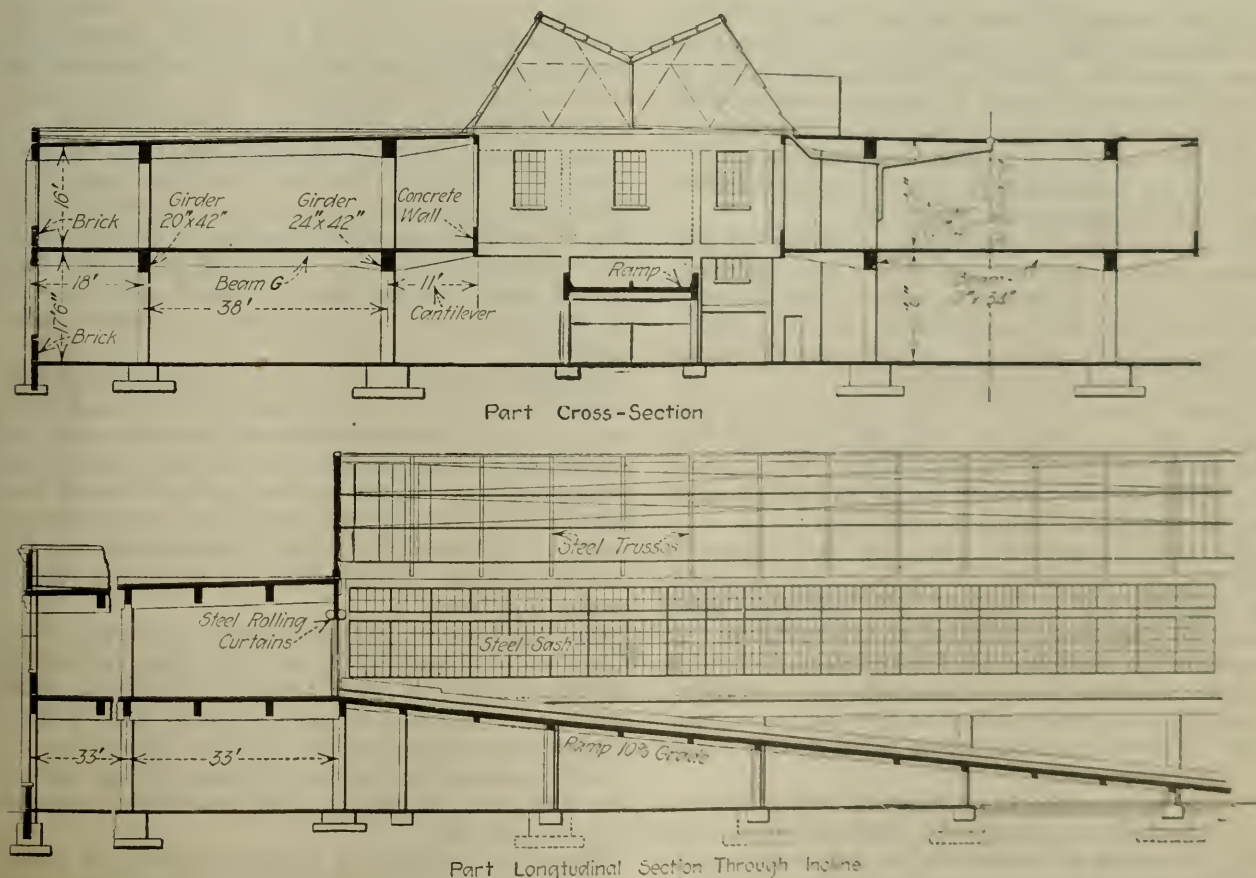 16'
Brick
Girder
20"x42"
Girder
24"x42"
Concrete
Wall
Ramp
18'
Beam G
38'
11'
Cantilever
17'6"
Brick
Beam
Part Cross-Section
Steel Trusses
Steel Rolling
Curtains
Steel Sash
33'
33'
Ramp 10% Grade
Part Longitudinal Section Through Incline